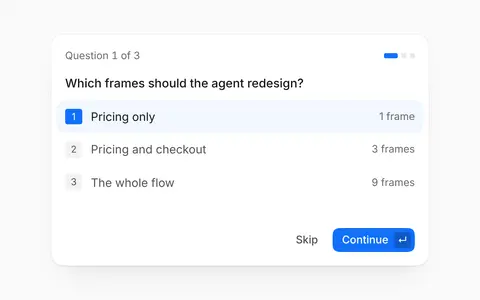 Question 1 of 3
Which frames should the agent redesign?
1 Pricing only 1 frame
2 Pricing and checkout 3 frames
3 The whole flow 9 frames
Skip Continue ↵